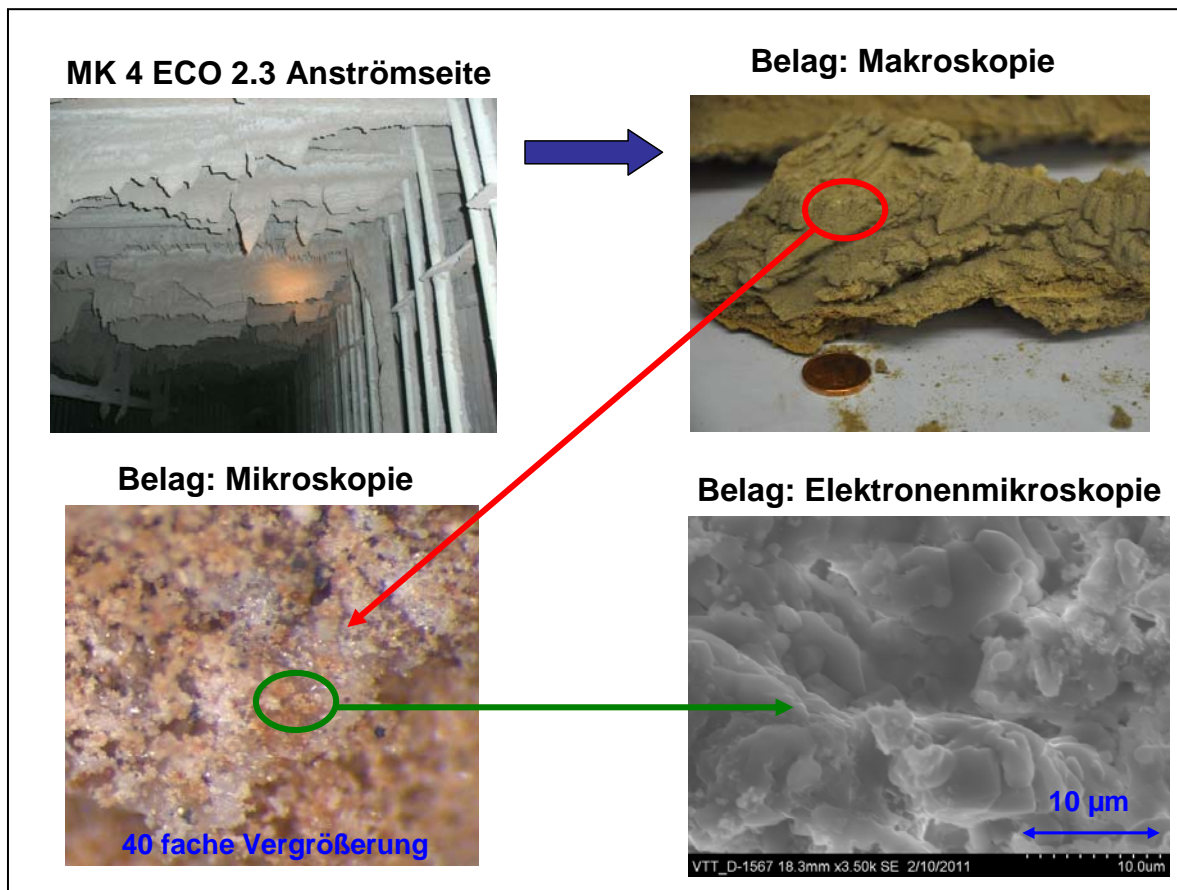 MK 4 ECO 2.3 Anströmseite
Belag: Makroskopie
Belag: Mikroskopie
40 fache Vergrößerung
Belag: Elektronenmikroskopie
10 µm
VTT_D-1567 18.3mm x3.50k SE 2/10/2011
10.0um